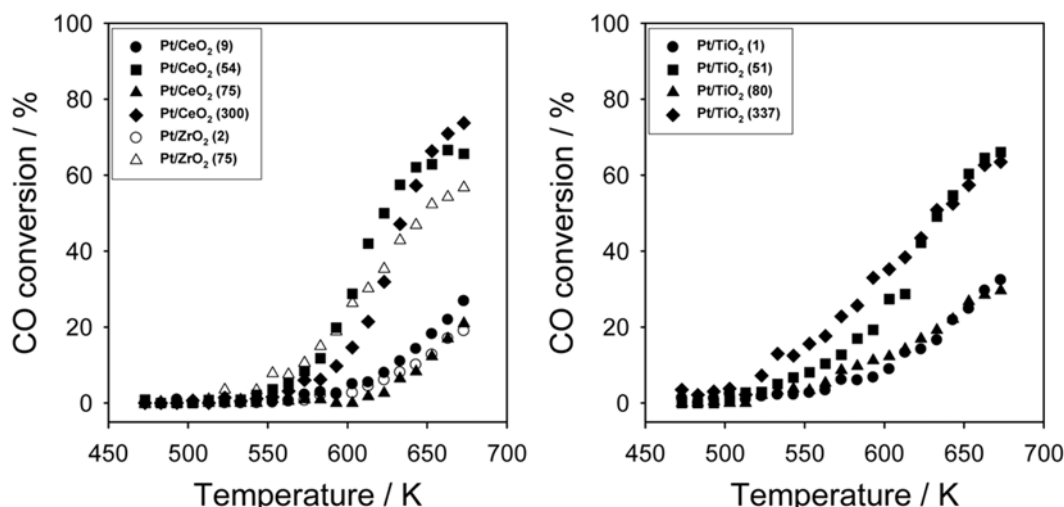 100
80
60
40
20
0
CO conversion / %
Pt/CeO₂ (9)
Pt/CeO₂ (54)
Pt/CeO₂ (75)
Pt/CeO₂ (300)
Pt/ZrO₂ (2)
Pt/ZrO₂ (75)
450 500 550 600 650 700
Temperature / K
100
80
60
40
20
0
CO conversion / %
Pt/TiO₂ (1)
Pt/TiO₂ (51)
Pt/TiO₂ (80)
Pt/TiO₂ (337)
450 500 550 600 650 700
Temperature / K